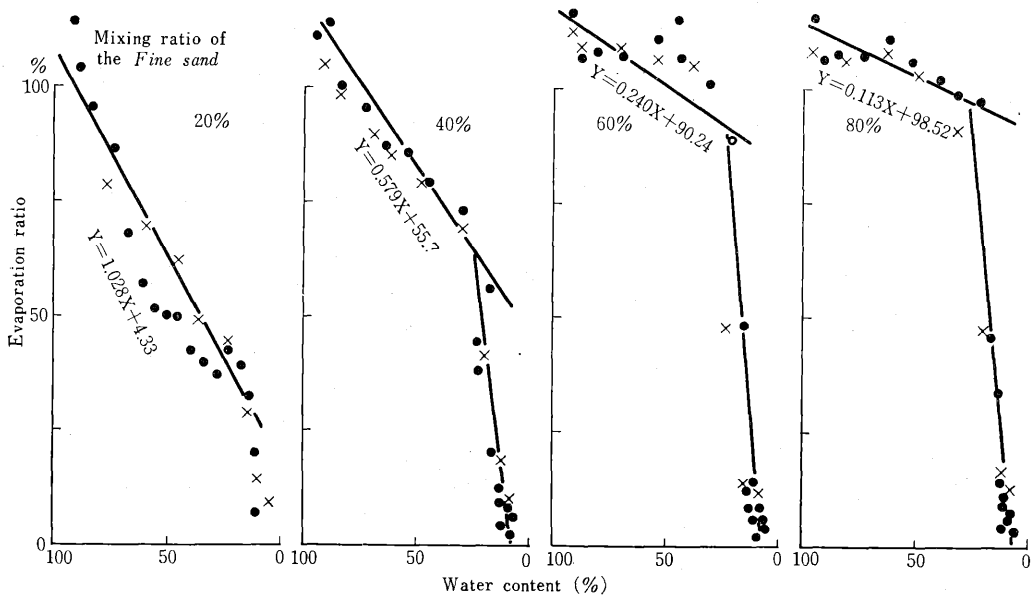 Mixing ratio of
the Fine sand
%
100
50
0
Evaporation ratio
20%
Y=1.028X+4.33
100
50
0
40%
Y=0.579X+55.7
100
50
0
60%
Y=0.240X+90.24
100
50
0
80%
Y=0.113X+98.52
100
50
0
Water content (%)